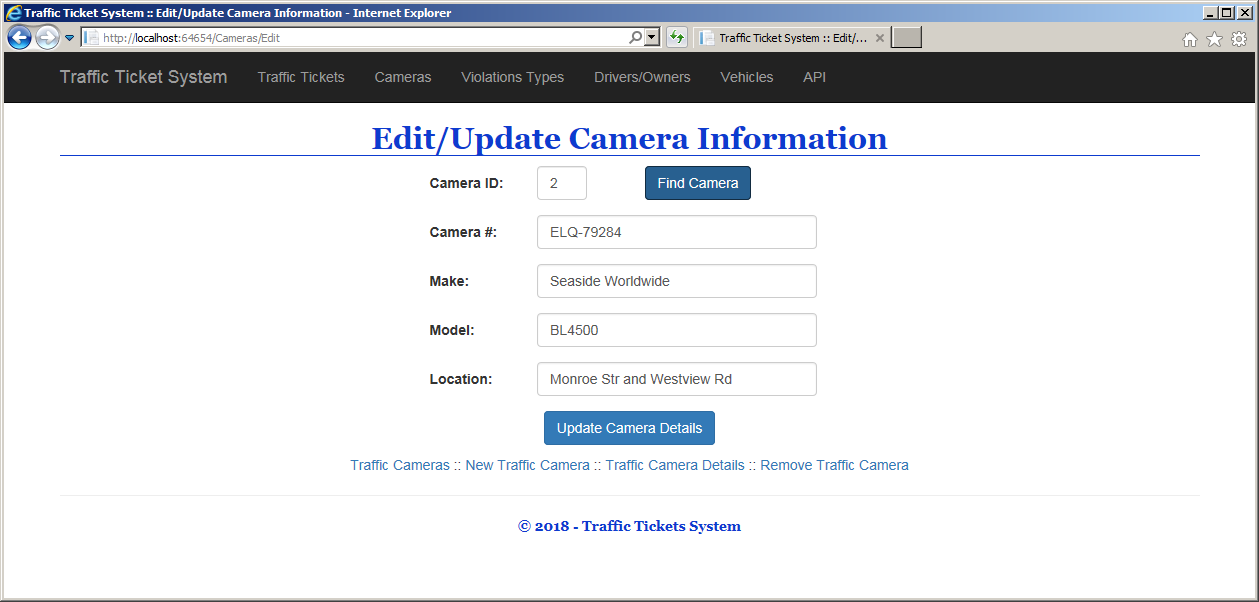 Traffic Ticket System :: Edit/Update Camera Information - Internet Explorer
http://localhost:64654/Cameras/Edit
Traffic Ticket System :: Edit/...
Traffic Ticket System Traffic Tickets Cameras Violations Types Drivers/Owners Vehicles API
Edit/Update Camera Information
Camera ID: 2 Find Camera
Camera #: ELQ-79284
Make: Seaside Worldwide
Model: BL4500
Location: Monroe Str and Westview Rd
Update Camera Details
Traffic Cameras :: New Traffic Camera :: Traffic Camera Details :: Remove Traffic Camera
© 2018 - Traffic Tickets System